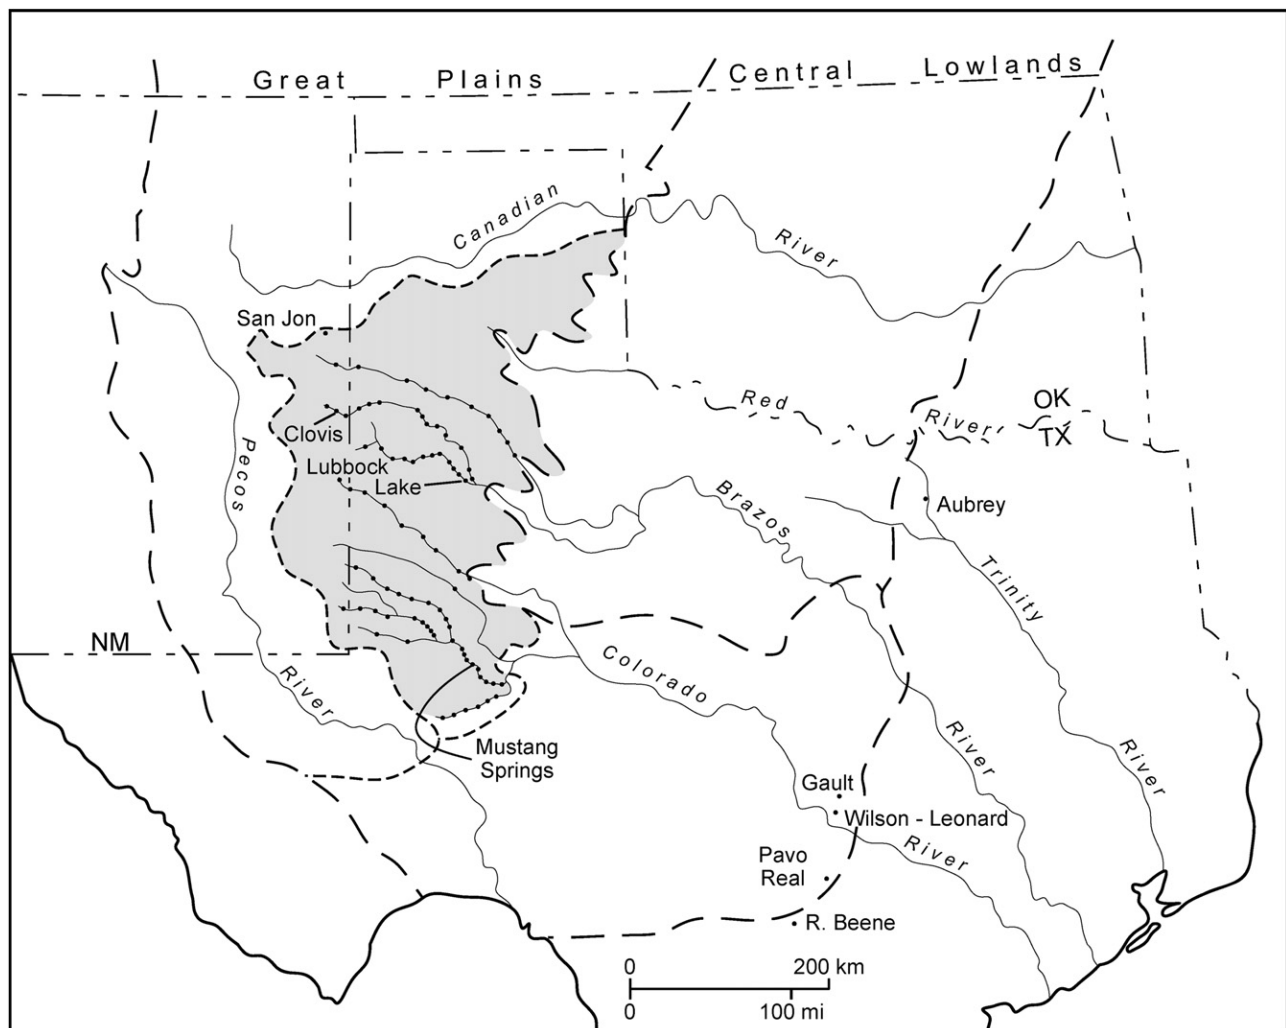 Great Plains Central Lowlands
Canadian
River
San Jon
Red
River
OK
TX
Clovis
Pecos
Lubbock
Lake
Brazos
Aubrey
Trinity
NM
River
Colorado
Mustang
Springs
River
River
Gault
Wilson - Leonard
River
Pavo
Real
R. Beene
0 200 km
0 100 mi